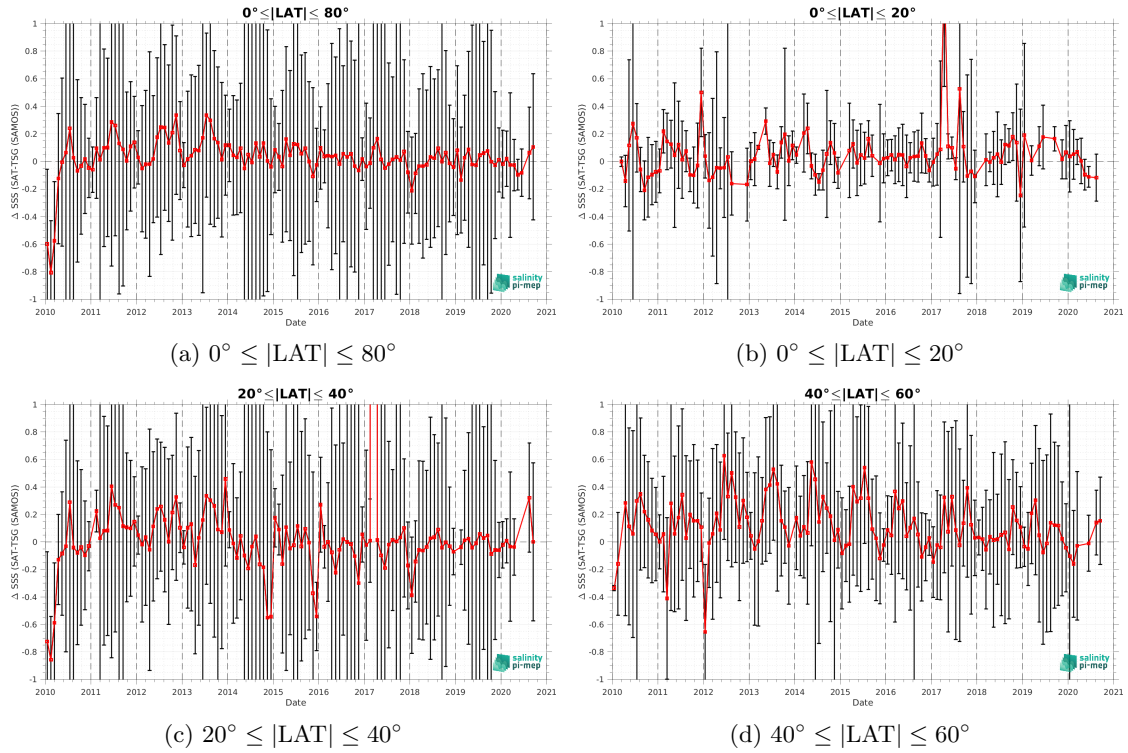 0°≤|LAT|≤ 80°
Δ SSS (SAT-TSG (SAMOS))
1
0.8
0.6
0.4
0.2
0
-0.2
-0.4
-0.6
-0.8
-1
2010 2011 2012 2013 2014 2015 2016 2017 2018 2019 2020 2021
Date
salinity
pi-mep
(a) 0° ≤ |LAT| ≤ 80°
0°≤|LAT|≤ 20°
Δ SSS (SAT-TSG (SAMOS))
1
0.8
0.6
0.4
0.2
0
-0.2
-0.4
-0.6
-0.8
-1
2010 2011 2012 2013 2014 2015 2016 2017 2018 2019 2020 2021
Date
salinity
pi-mep
(b) 0° ≤ |LAT| ≤ 20°
20°≤|LAT|≤ 40°
Δ SSS (SAT-TSG (SAMOS))
1
0.8
0.6
0.4
0.2
0
-0.2
-0.4
-0.6
-0.8
-1
2010 2011 2012 2013 2014 2015 2016 2017 2018 2019 2020 2021
Date
salinity
pi-mep
(c) 20° ≤ |LAT| ≤ 40°
40°≤|LAT|≤ 60°
Δ SSS (SAT-TSG (SAMOS))
1
0.8
0.6
0.4
0.2
0
-0.2
-0.4
-0.6
-0.8
-1
2010 2011 2012 2013 2014 2015 2016 2017 2018 2019 2020 2021
Date
salinity
pi-mep
(d) 40° ≤ |LAT| ≤ 60°